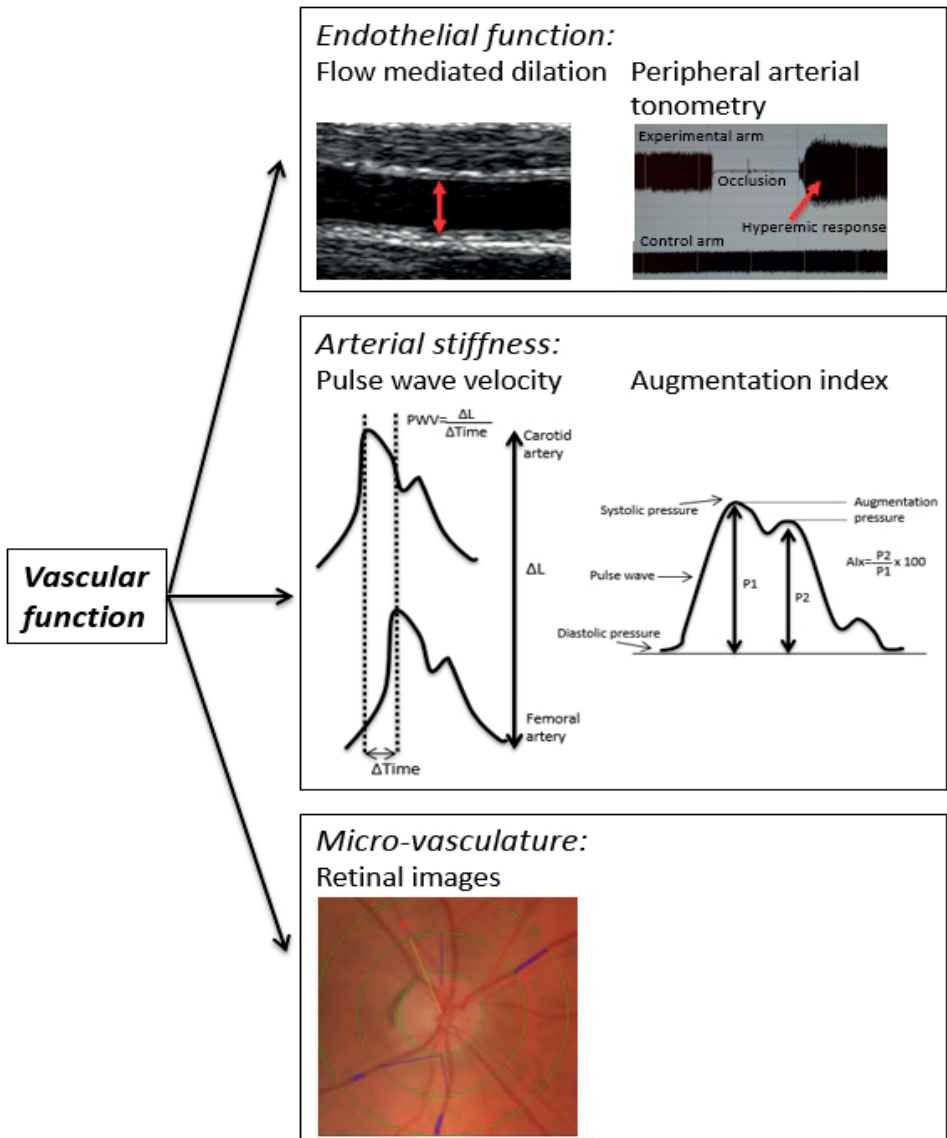 Endothelial function:
Flow mediated dilation
Peripheral arterial
tonometry
Experimental arm
Occlusion
Hyperemic response
Control arm
Vascular
function
Arterial stiffness:
Pulse wave velocity
PWV=ΔL/ΔTime
Carotid
artery
ΔL
Femoral
artery
ΔTime
Augmentation index
Systolic pressure
Augmentation
pressure
Pulse wave
P1
P2
AIx=P2/P1 x 100
Diastolic pressure
Micro-vasculature:
Retinal images